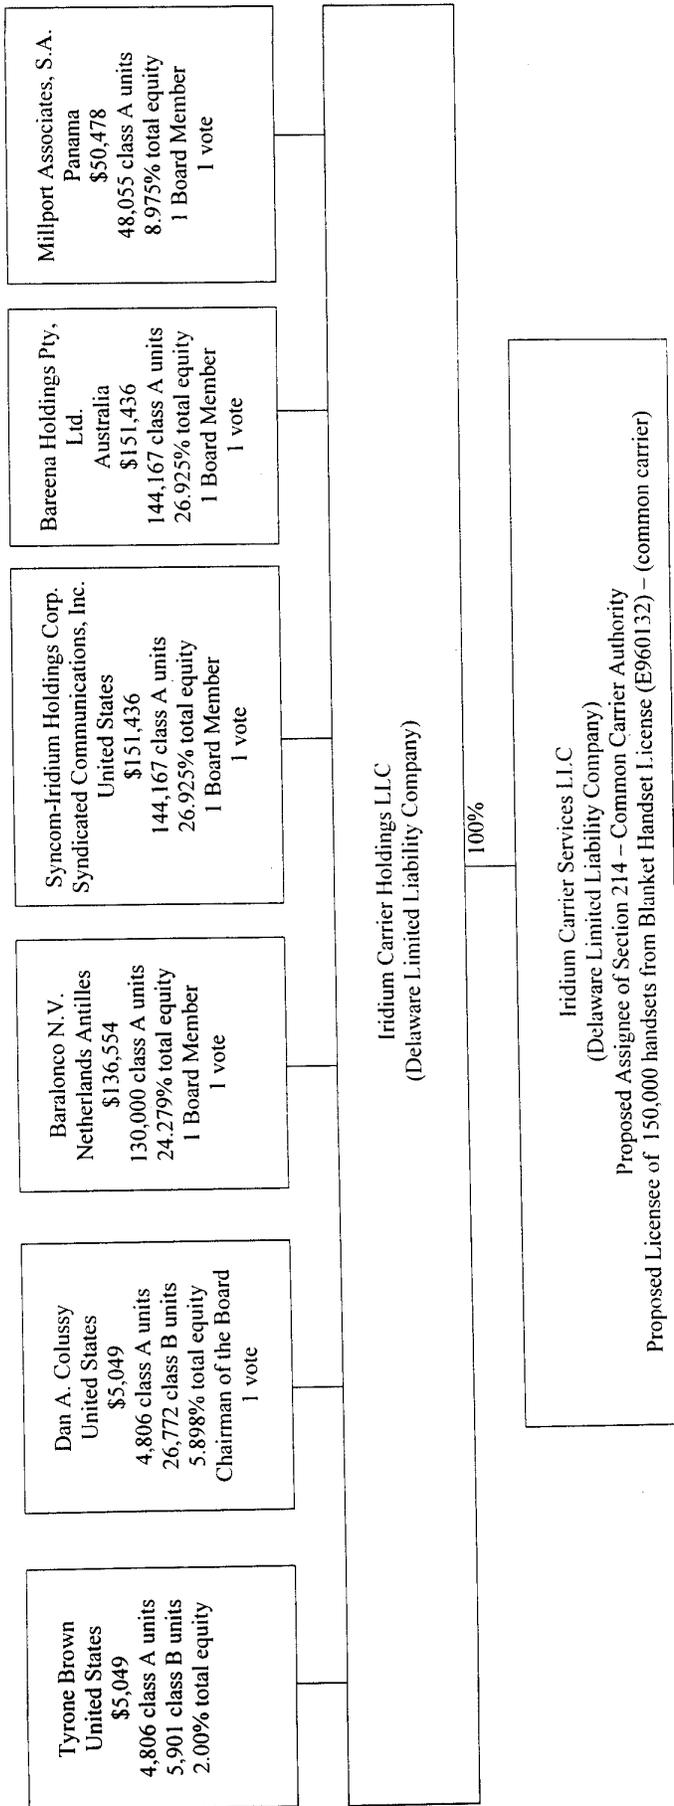 Tyrone Brown
United States
$5,049
4,806 class A units
5,901 class B units
2.00% total equity
Dan A. Colussy
United States
$5,049
4,806 class A units
26,772 class B units
5.898% total equity
Chairman of the Board
1 vote
Baralonco N.V.
Netherlands Antilles
$136,554
130,000 class A units
24.279% total equity
1 Board Member
1 vote
Syncom-Iridium Holdings Corp.
Syndicated Communications, Inc.
United States
$151,436
144,167 class A units
26.925% total equity
1 Board Member
1 vote
Bareena Holdings Pty,
Ltd.
Australia
$151,436
144,167 class A units
26.925% total equity
1 Board Member
1 vote
Millport Associates, S.A.
Panama
$50,478
48,055 class A units
8.975% total equity
1 Board Member
1 vote
Iridium Carrier Holdings LLC
(Delaware Limited Liability Company)
100%
Iridium Carrier Services LLC
(Delaware Limited Liability Company)
Proposed Assignee of Section 214 – Common Carrier Authority
Proposed Licensee of 150,000 handsets from Blanket Handset License (E960132) – (common carrier)